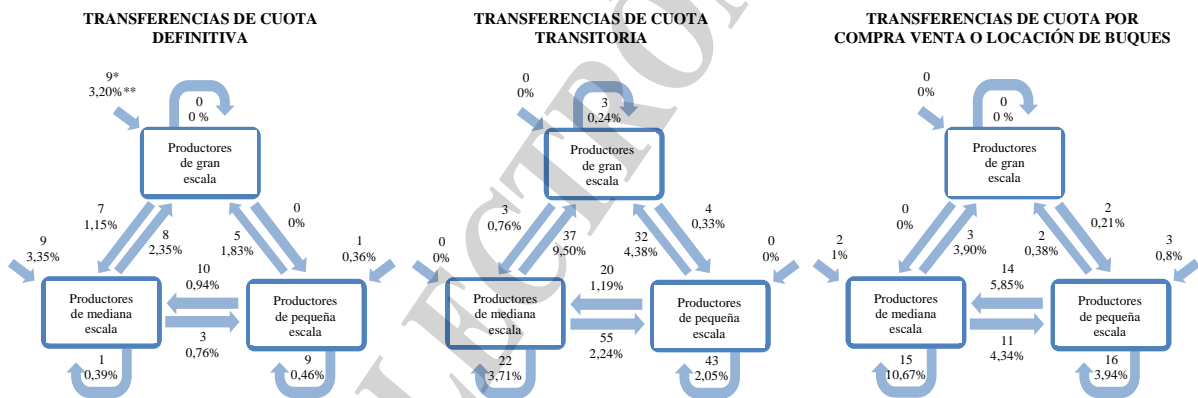 TRANSFERENCIAS DE CUOTA
DEFINITIVA
9*
3,20%**
0
0 %
Productores
de gran
escala
7
1,15%
8
2,35%
5
1,83%
0
0%
9
3,35%
1
0,36%
10
0,94%
Productores
de mediana
escala
Productores
de pequeña
escala
3
0,76%
1
0,39%
9
0,46%
TRANSFERENCIAS DE CUOTA
TRANSITORIA
0
0%
3
0,24%
Productores
de gran
escala
3
0,76%
37
9,50%
32
4,38%
4
0,33%
0
0%
0
0%
20
1,19%
Productores
de mediana
escala
Productores
de pequeña
escala
55
2,24%
22
3,71%
43
2,05%
TRANSFERENCIAS DE CUOTA POR
COMPRA VENTA O LOCACIÓN DE BUQUES
0
0%
0
0 %
Productores
de gran
escala
0
0%
3
3,90%
2
0,38%
2
0,21%
2
1%
3
0,8%
14
5,85%
Productores
de mediana
escala
Productores
de pequeña
escala
11
4,34%
15
10,67%
16
3,94%
LECTRO